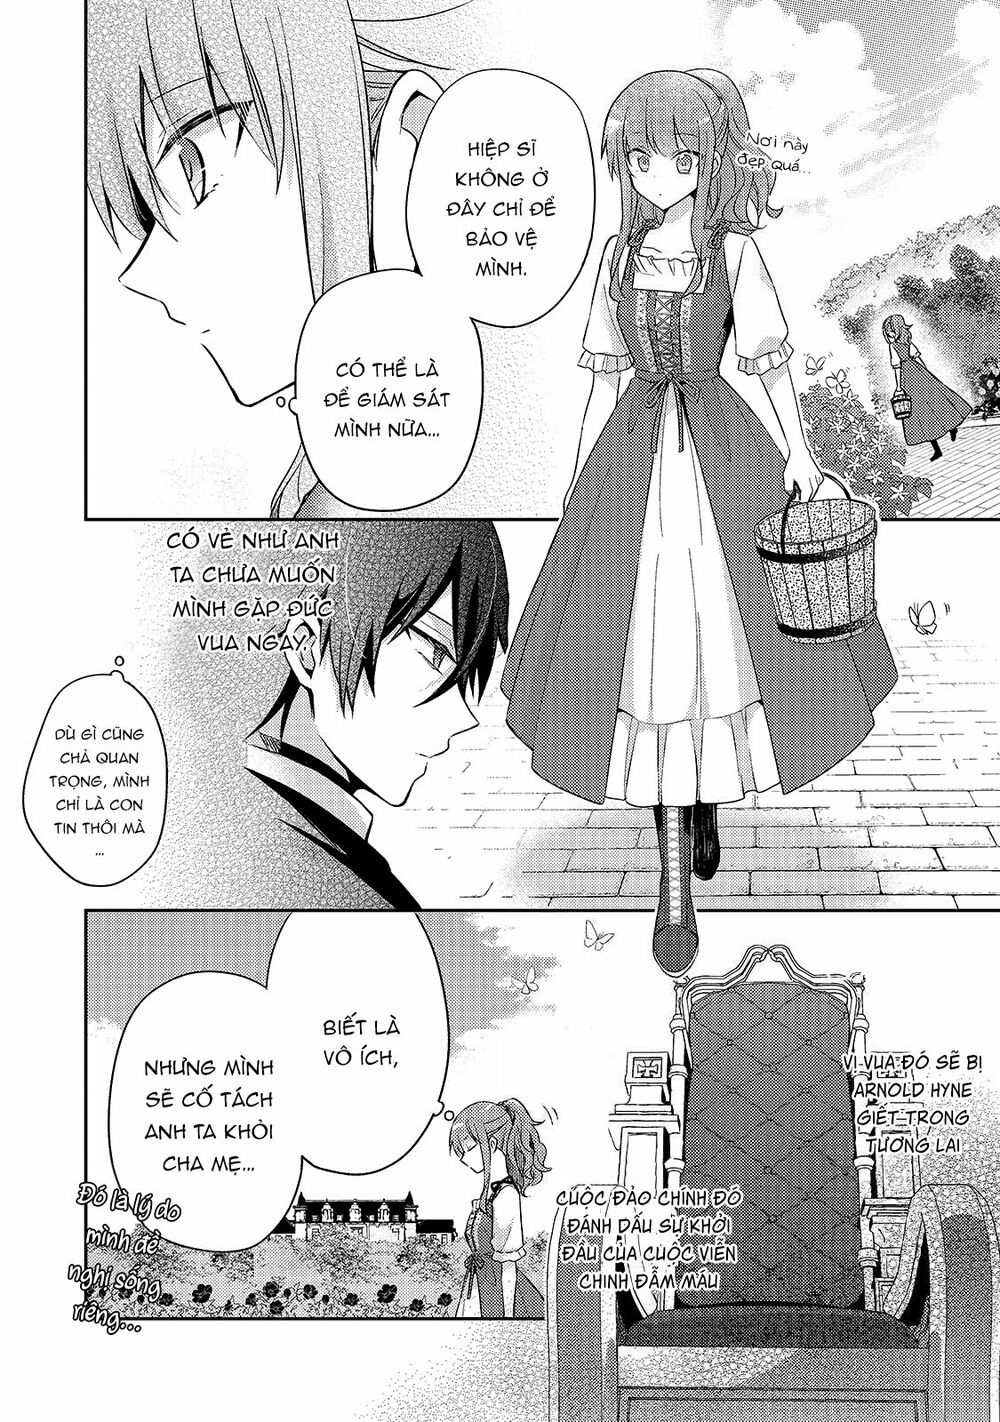 Nơi này
đẹp quá...
HIỆP SĨ
KHÔNG Ở
ĐÂY CHỈ ĐỂ
BẢO VỆ
MÌNH.
CÓ THỂ LÀ
ĐỂ GIÁM SÁT
MÌNH NỮA...
CÓ VẺ NHƯ ANH
TA CHƯA MUỐN
MÌNH GẶP ĐỨC
VUA NGAY.
DÙ GÌ CŨNG
CHẢ QUAN
TRỌNG, MÌNH
CHỈ LÀ CON
TIN THÔI MÀ
...
VỊ VUA ĐÓ SẼ BỊ
ARNOLD HYNE
GIẾT TRONG
TƯƠNG LAI
CUỘC ĐẢO CHÍNH ĐÓ
ĐÁNH DẤU SỰ KHỞI
ĐẦU CỦA CUỘC VIỄN
CHINH ĐẪM MÁU
BIẾT LÀ
VÔ ÍCH,
NHƯNG MÌNH
SẼ CỐ TÁCH
ANH TA KHỎI
CHA MẸ...
Đó là lý do
mình đề
nghị sống
riêng...